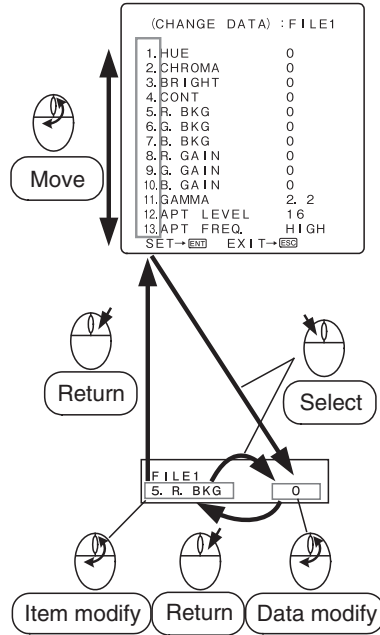 (CHANGE DATA) :FILE1
1. HUE 0
2. CHROMA 0
3. BRIGHT 0
4. CONT 0
5. R. BKG 0
6. G. BKG 0
7. B. BKG 0
8. R. GAIN 0
9. G. GAIN 0
10. B. GAIN 0
11. GAMMA 2. 2
12. APT LEVEL 16
13. APT FREQ. HIGH
SET→ENT EXIT→ESC
Move
Return
Select
FILE1
5. R. BKG 0
Item modify Return Data modify